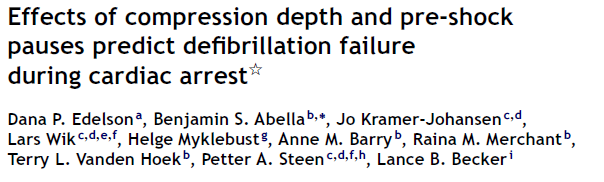 Effects of compression depth and pre-shock
pauses predict defibrillation failure
during cardiac arrest☆
Dana P. Edelsonᵃ, Benjamin S. Abellaᵇ,*, Jo Kramer-Johansenᶜ,ᵈ,
Lars Wikᶜ,ᵈ,ᵉ,ᶠ, Helge Myklebustᵍ, Anne M. Barryᵇ, Raina M. Merchantᵇ,
Terry L. Vanden Hoekᵇ, Petter A. Steenᶜ,ᵈ,ᶠ,ʰ, Lance B. Beckerⁱ